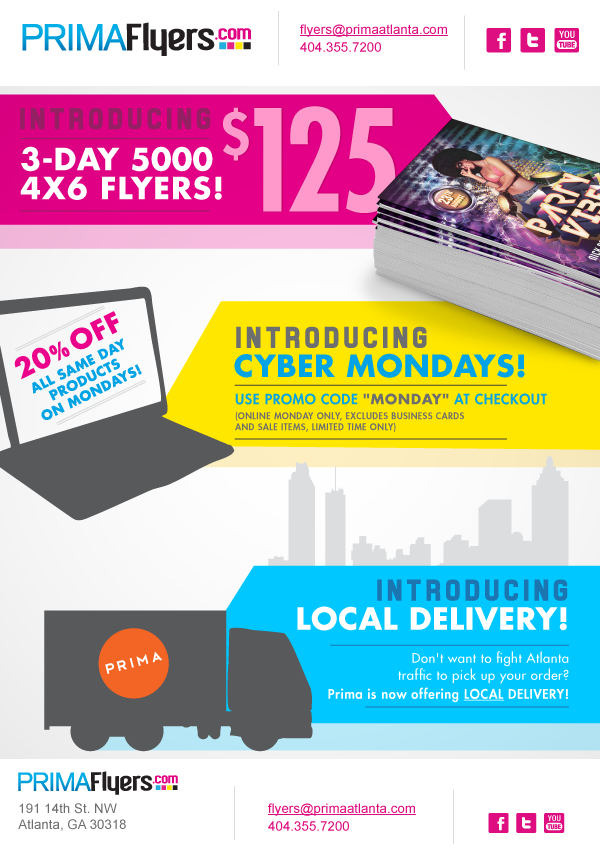 PRIMAFlyers.com
flyers@primaatlanta.com
404.355.7200
YOU
TUBE
INTRODUCING
3-DAY 5000
4X6 FLYERS!
$125
PARTY
VIBE
20% OFF
ALL SAME DAY
PRODUCTS
ON MONDAYS!
INTRODUCING
CYBER MONDAYS!
USE PROMO CODE "MONDAY" AT CHECKOUT
(ONLINE MONDAY ONLY, EXCLUDES BUSINESS CARDS
AND SALE ITEMS, LIMITED TIME ONLY)
INTRODUCING
LOCAL DELIVERY!
Don't want to fight Atlanta
traffic to pick up your order?
Prima is now offering LOCAL DELIVERY!
PRIMA
PRIMAFlyers.com
191 14th St. NW
Atlanta, GA 30318
flyers@primaatlanta.com
404.355.7200
YOU
TUBE